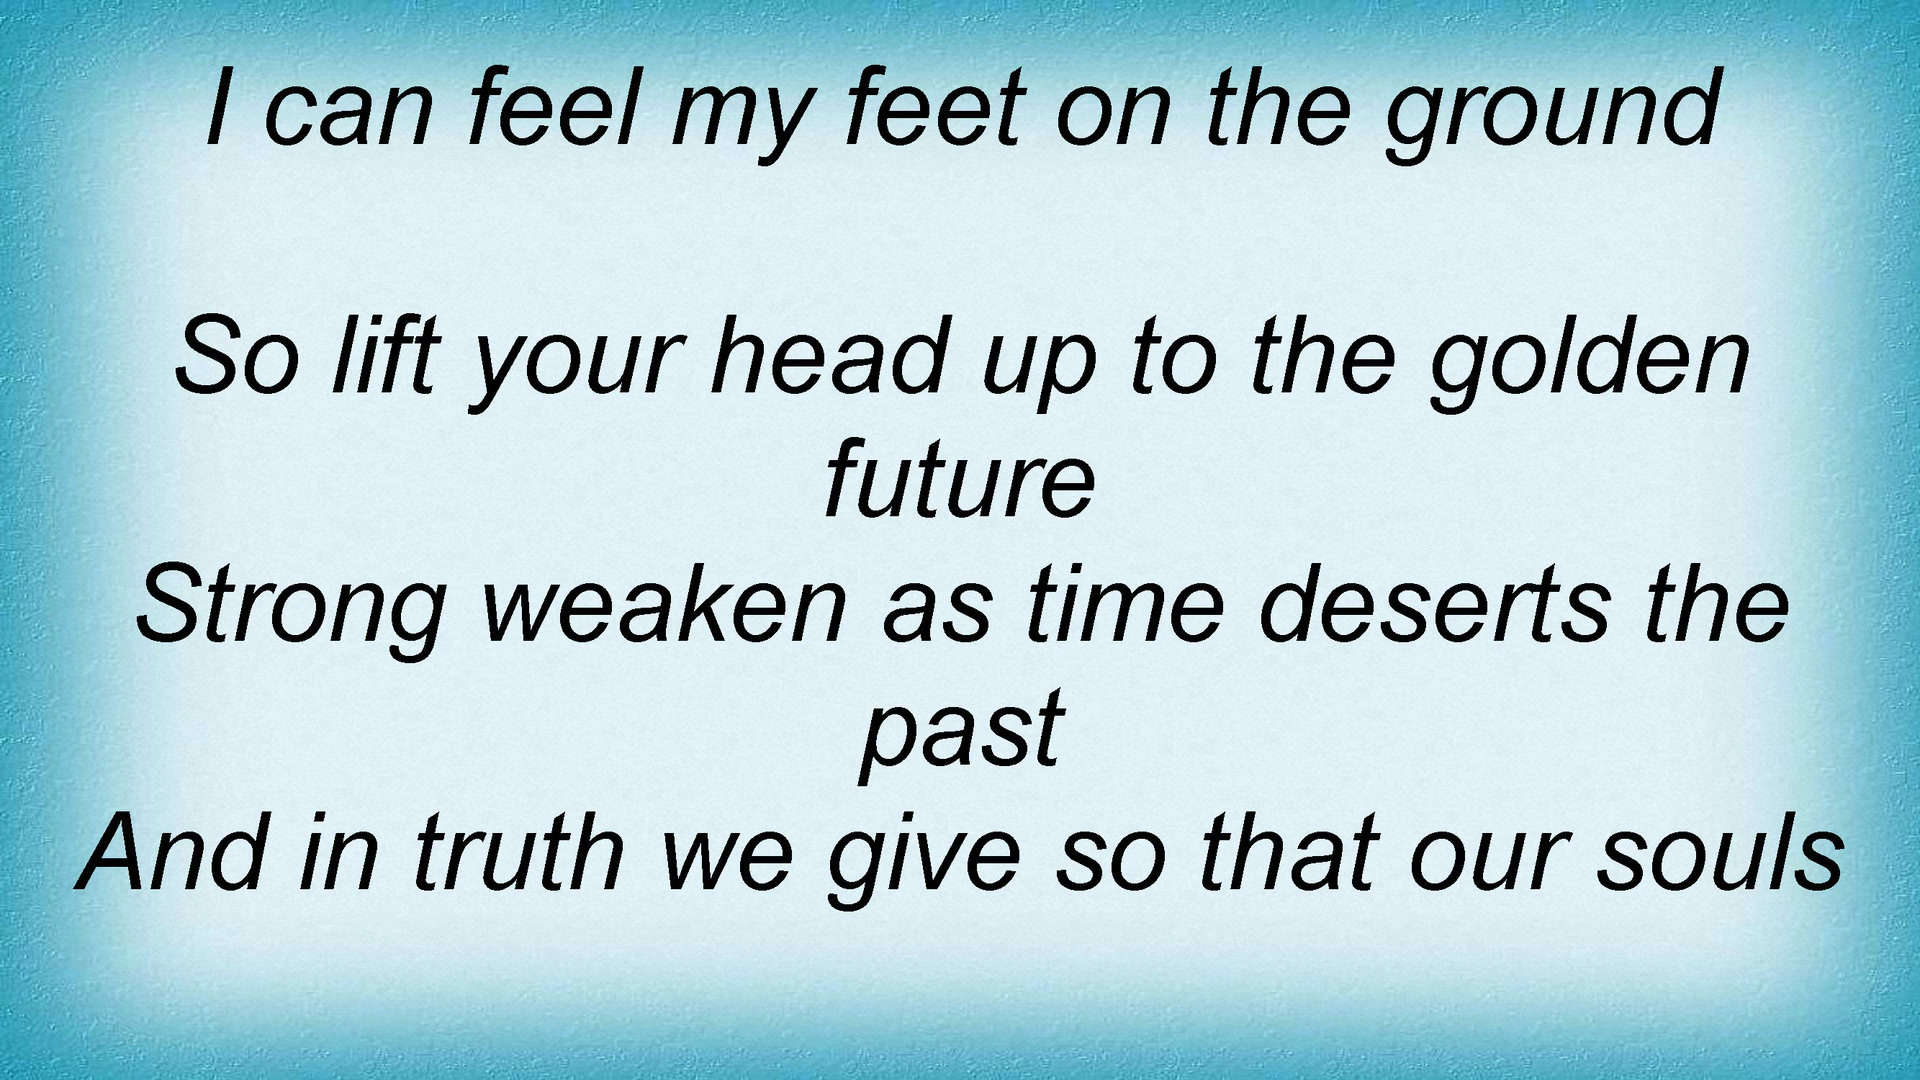 I can feel my feet on the ground
So lift your head up to the golden
future
Strong weaken as time deserts the
past
And in truth we give so that our souls